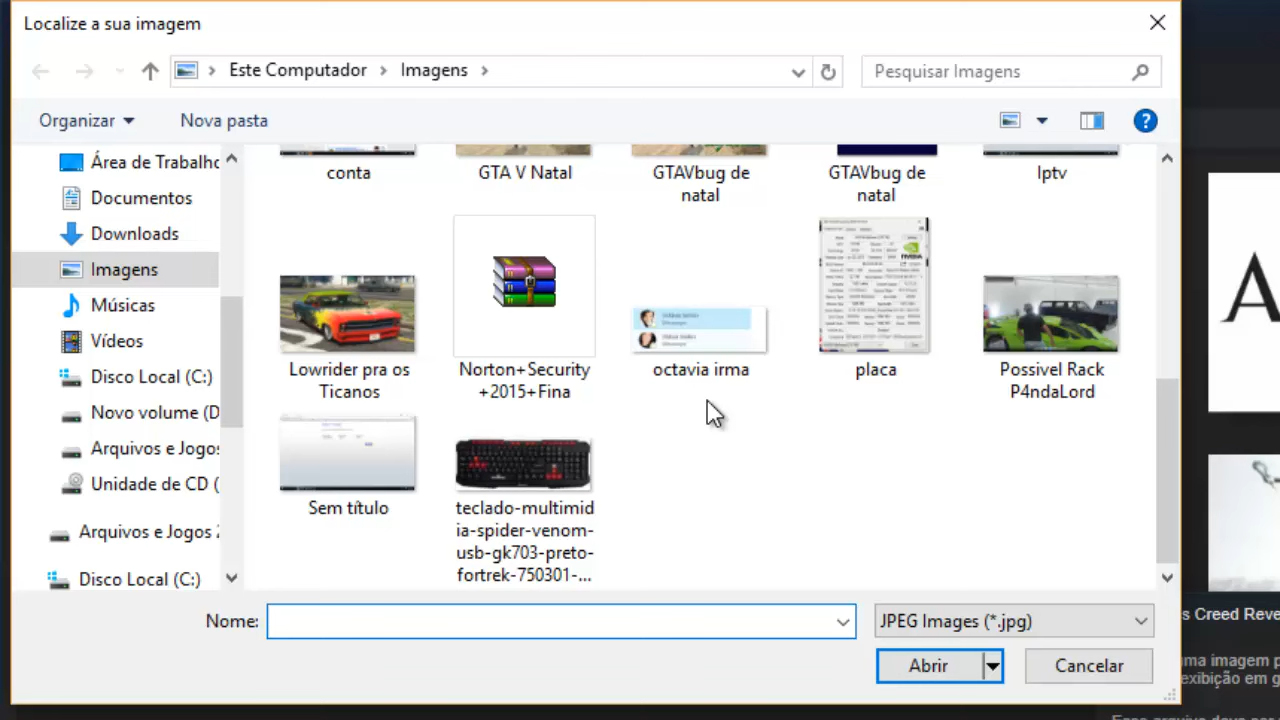 Localize a sua imagem
Este Computador
Imagens
Pesquisar Imagens
Organizar
Nova pasta
Área de Trabalho
Documentos
Downloads
Imagens
Músicas
Vídeos
Disco Local (C:)
Novo volume (D
Arquivos e Jogos
Unidade de CD (
Arquivos e Jogos 2
Disco Local (C:)
conta
GTA V Natal
GTAVbug de
natal
GTAVbug de
natal
Iptv
Lowrider pra os
Ticanos
Norton+Security
+2015+Fina
octavia irma
placa
NVIDIA
Possivel Rack
P4ndaLord
Sem título
teclado-multimid
ia-spider-venom-
usb-gk703-preto-
fortrek-750301-...
Nome:
JPEG Images (*.jpg)
Abrir
Cancelar
A
s Creed Reve
ma imagem p
exibição em g